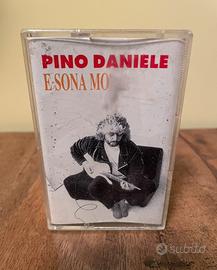 PINO DANIELE
E SONA MO'
subito